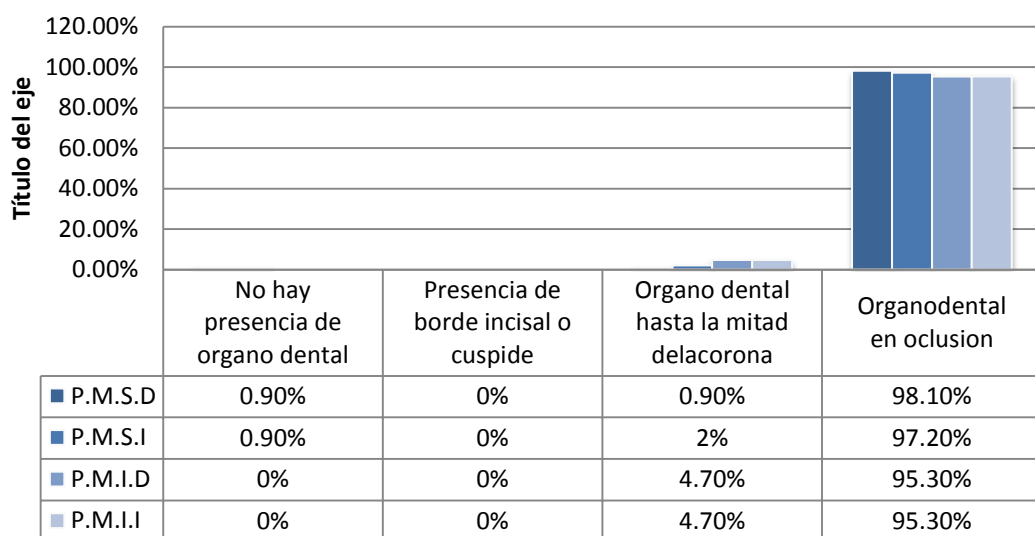 120.00%
100.00%
80.00%
60.00%
40.00%
20.00%
0.00%
Título del eje
No hay
presencia de
organo dental
Presencia de
borde incisal o
cuspide
Organo dental
hasta la mitad
delacorona
Organodental
en oclusion
P.M.S.D 0.90% 0% 0.90% 98.10%
P.M.S.I 0.90% 0% 2% 97.20%
P.M.I.D 0% 0% 4.70% 95.30%
P.M.I.I 0% 0% 4.70% 95.30%